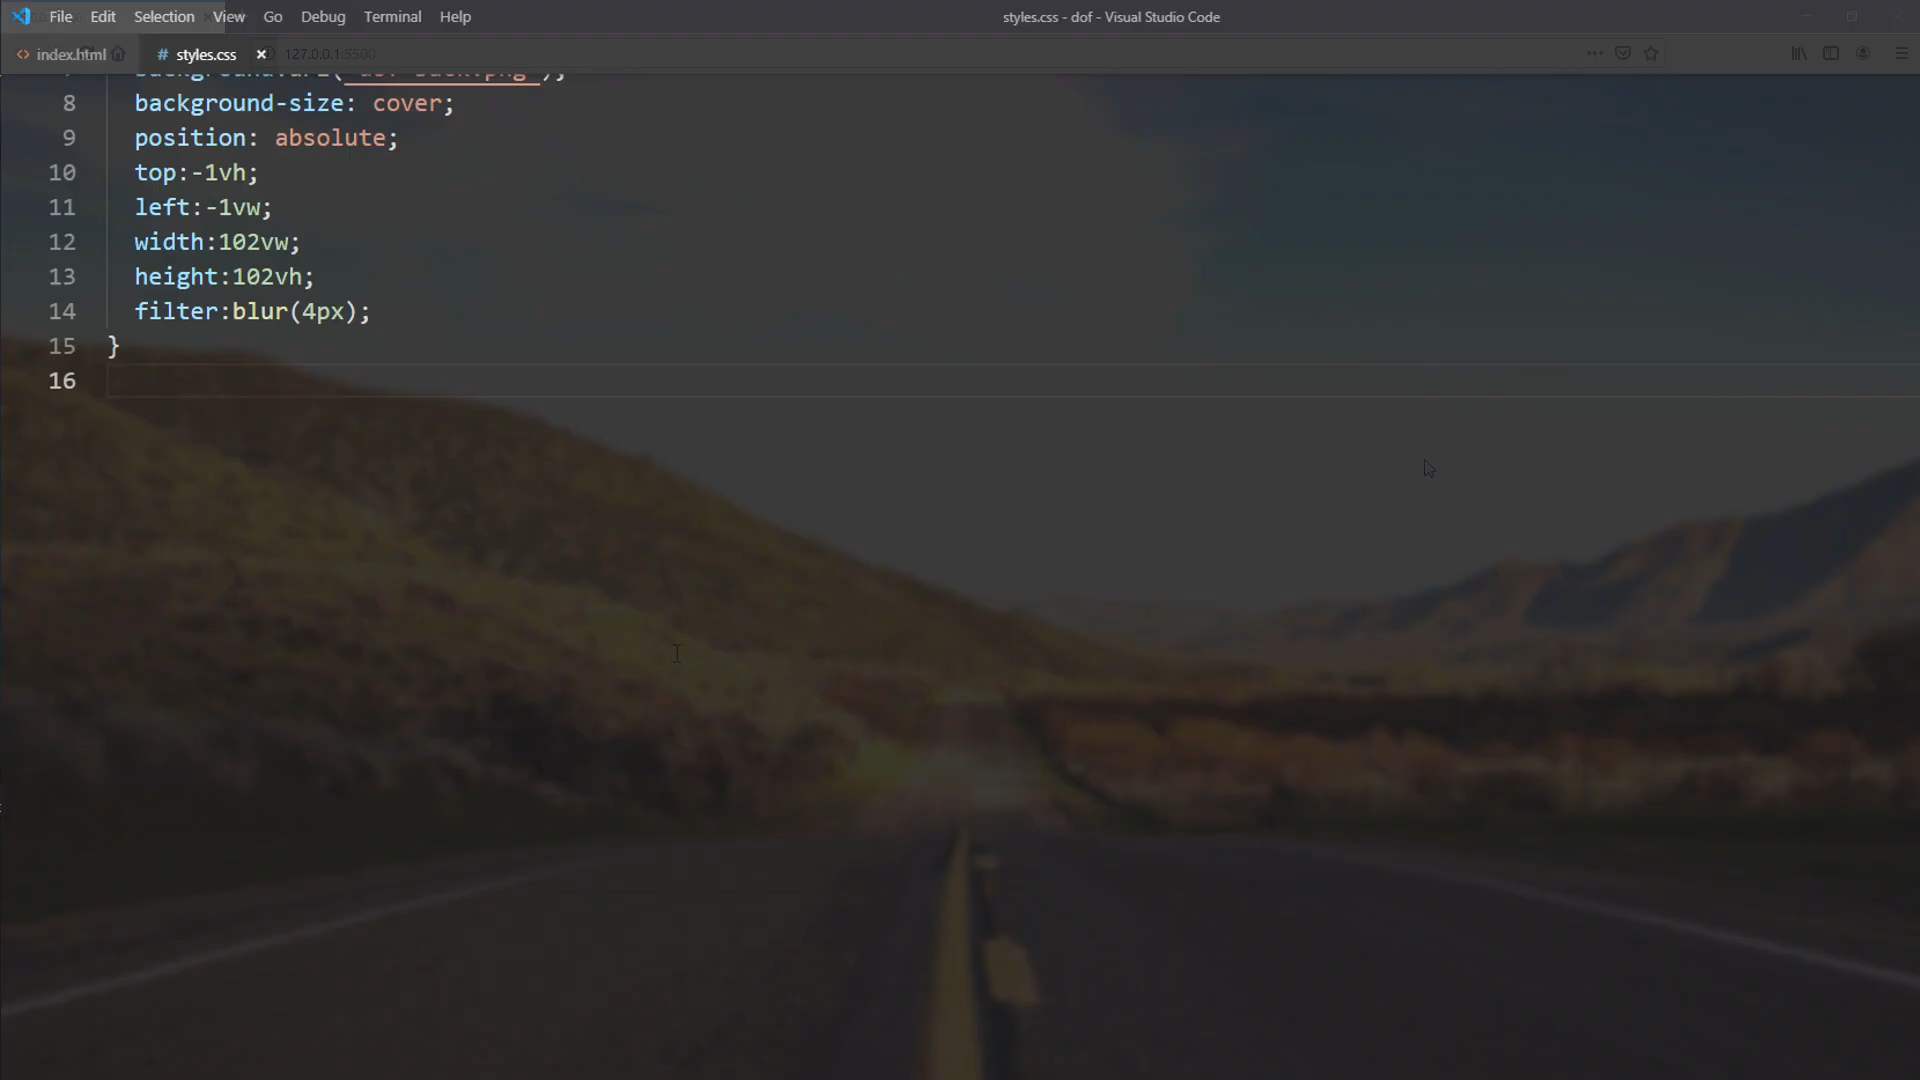 File Edit Selection View Go Debug Terminal Help styles.css - dof - Visual Studio Code
index.html # styles.css × 127.0.0.1:5500
8 background-size: cover;
9 position: absolute;
10 top:-1vh;
11 left:-1vw;
12 width:102vw;
13 height:102vh;
14 filter:blur(4px);
15 }
16